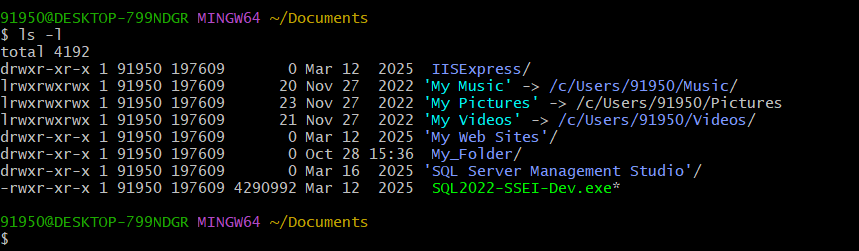 91950@DESKTOP-799NDGR MINGW64 ~/Documents
$ ls -l
total 4192
drwxr-xr-x 1 91950 197609       0 Mar 12  2025  IISExpress/
lrwxrwxrwx 1 91950 197609      20 Nov 27  2022 'My Music' -> /c/Users/91950/Music/
lrwxrwxrwx 1 91950 197609      23 Nov 27  2022 'My Pictures' -> /c/Users/91950/Pictures
lrwxrwxrwx 1 91950 197609      21 Nov 27  2022 'My Videos' -> /c/Users/91950/Videos/
drwxr-xr-x 1 91950 197609       0 Mar 12  2025 'My Web Sites'/
drwxr-xr-x 1 91950 197609       0 Oct 28 15:36  My_Folder/
drwxr-xr-x 1 91950 197609       0 Mar 16  2025 'SQL Server Management Studio'/
-rwxr-xr-x 1 91950 197609 4290992 Mar 12  2025  SQL2022-SSEI-Dev.exe*
91950@DESKTOP-799NDGR MINGW64 ~/Documents
$